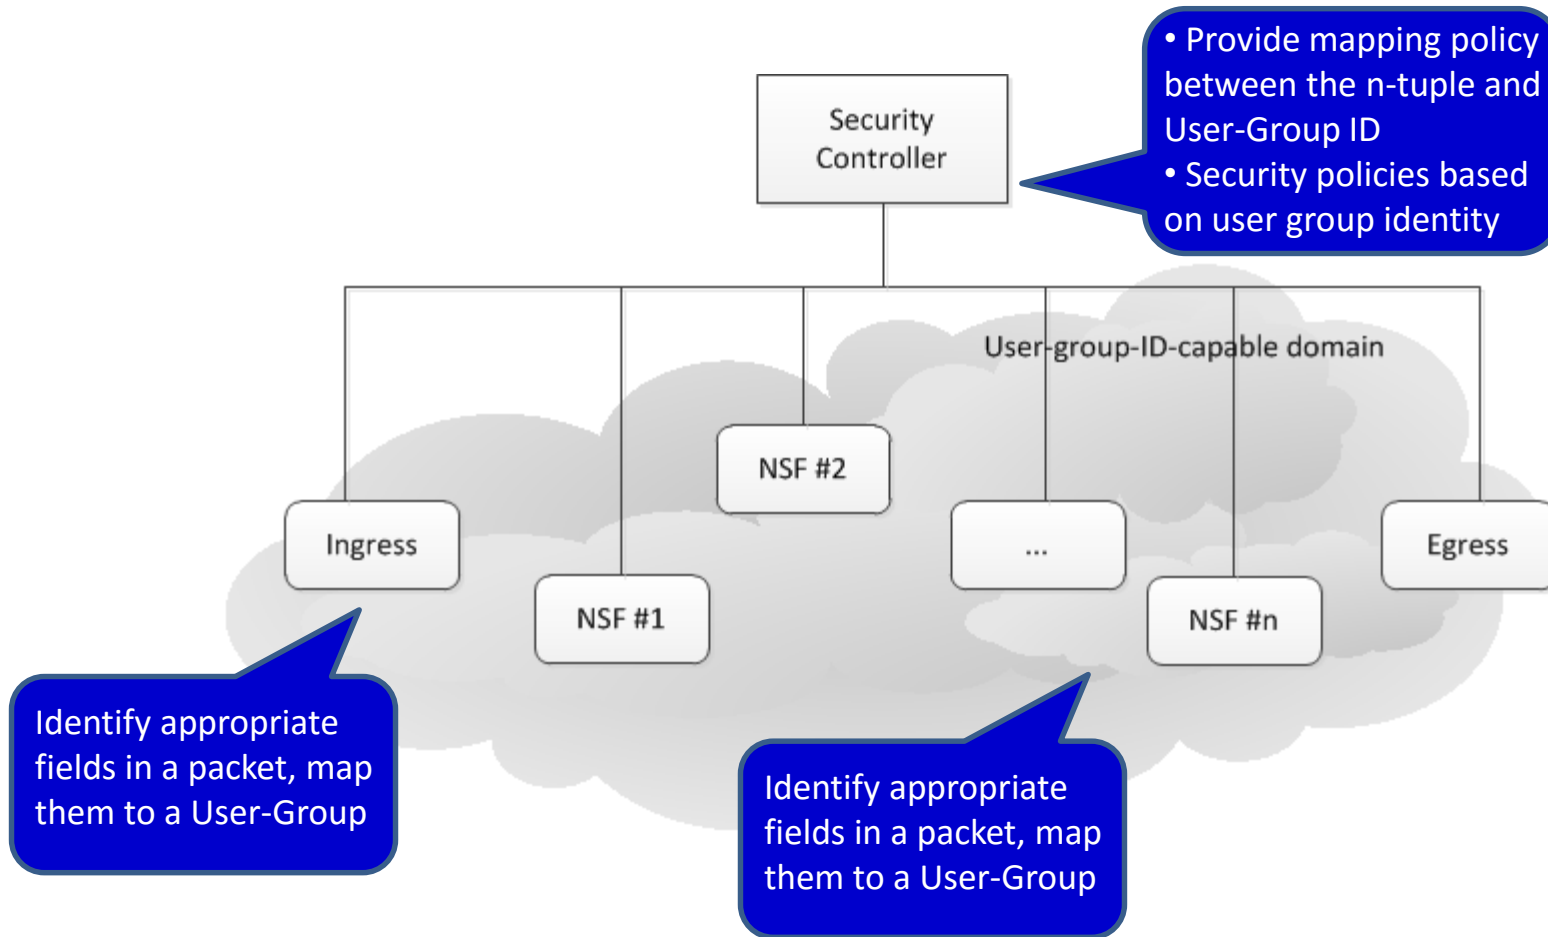 • Provide mapping policy
between the n-tuple and
User-Group ID
• Security policies based
on user group identity
Security
Controller
User-group-ID-capable domain
NSF #2
Ingress
...
Egress
NSF #1
NSF #n
Identify appropriate
fields in a packet, map
them to a User-Group
Identify appropriate
fields in a packet, map
them to a User-Group